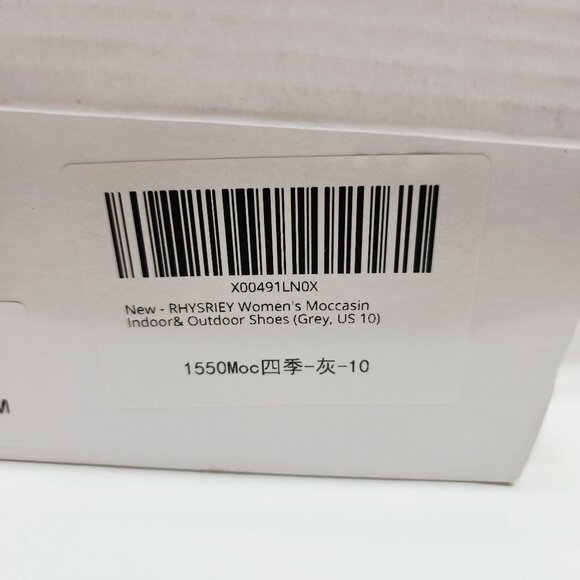 X00491LN0X
New - RHYSRIEY Women's Moccasin
Indoor& Outdoor Shoes (Grey, US 10)
1550Moc四季-灰-10
M